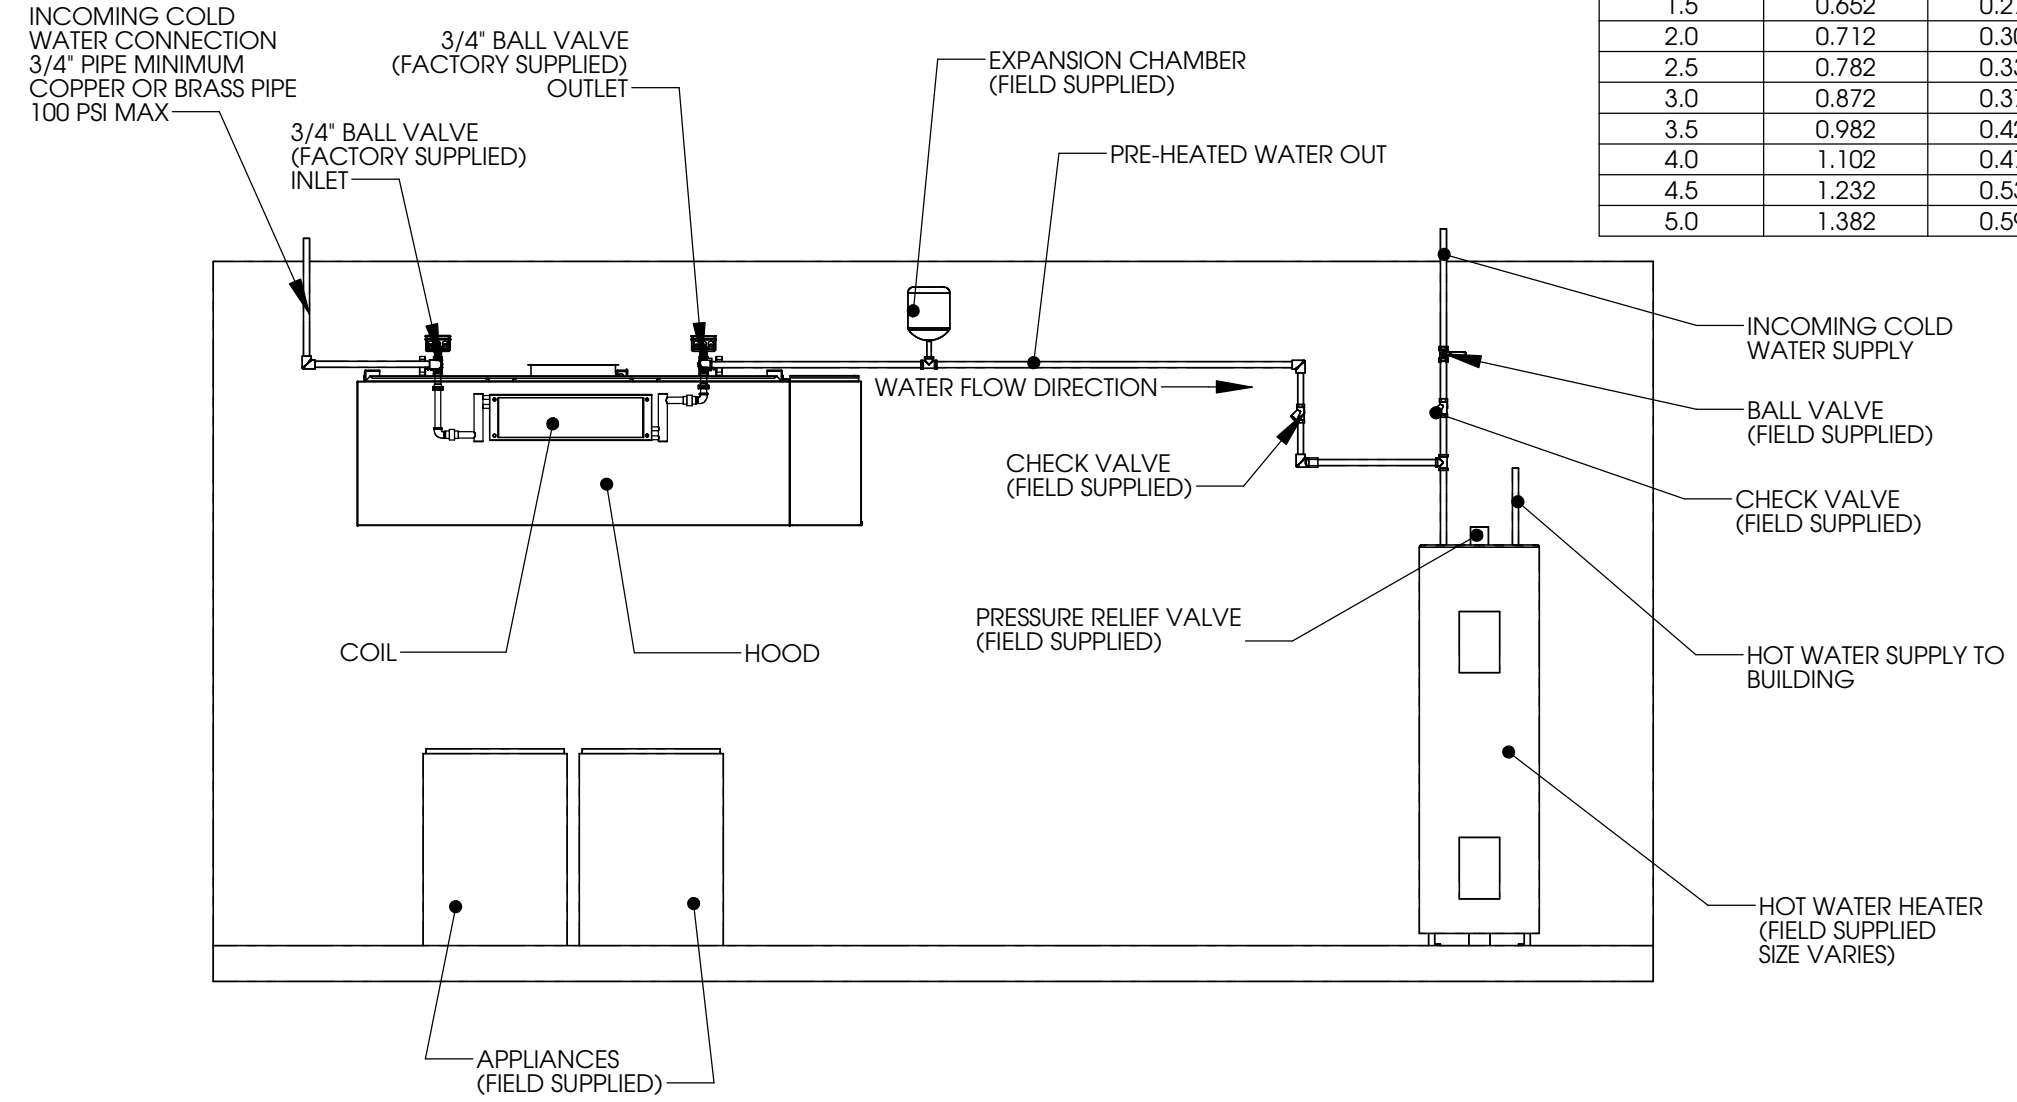 INCOMING COLD
WATER CONNECTION
3/4" PIPE MINIMUM
COPPER OR BRASS PIPE
100 PSI MAX
3/4" BALL VALVE
(FACTORY SUPPLIED)
OUTLET
3/4" BALL VALVE
(FACTORY SUPPLIED)
INLET
EXPANSION CHAMBER
(FIELD SUPPLIED)
PRE-HEATED WATER OUT
1.5 0.652
2.0 0.712
2.5 0.782
3.0 0.872
3.5 0.982
4.0 1.102
4.5 1.232
5.0 1.382
WATER FLOW DIRECTION
CHECK VALVE
(FIELD SUPPLIED)
INCOMING COLD
WATER SUPPLY
BALL VALVE
(FIELD SUPPLIED)
CHECK VALVE
(FIELD SUPPLIED)
PRESSURE RELIEF VALVE
(FIELD SUPPLIED)
COIL
HOOD
HOT WATER SUPPLY TO
BUILDING
HOT WATER HEATER
(FIELD SUPPLIED
SIZE VARIES)
APPLIANCES
(FIELD SUPPLIED)